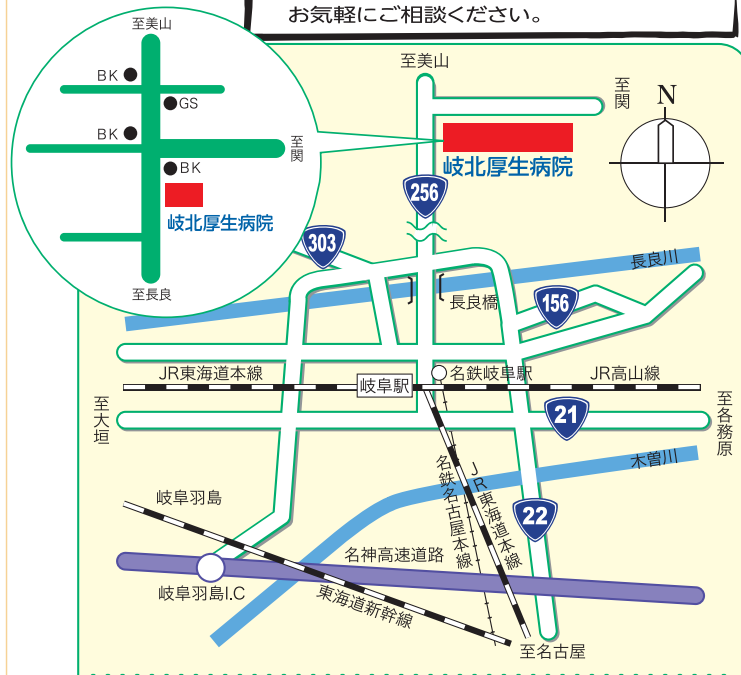 お気軽にご相談ください。
至美山
BK
GS
BK
至関
BK
岐北厚生病院
至長良
至美山
至関
N
岐北厚生病院
256
303
長良川
長良橋
156
JR東海道本線
岐阜駅
名鉄岐阜駅
JR高山線
至大垣
21
至各務原
木曽川
岐阜羽島
名鉄名古屋本線
JR東海道本線
22
名神高速道路
岐阜羽島I.C
東海道新幹線
至名古屋